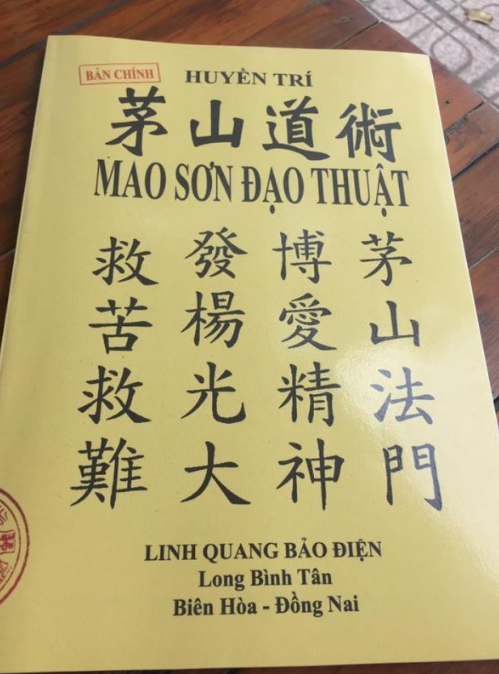 BẢN CHÍNH
HUYỀN TRÍ
茅山道術
MAO SƠN ĐẠO THUẬT
茅山法門
博愛精神
發楊光大
救苦救難
LINH QUANG BẢO ĐIỆN
Long Bình Tân
Biên Hòa - Đồng Nai